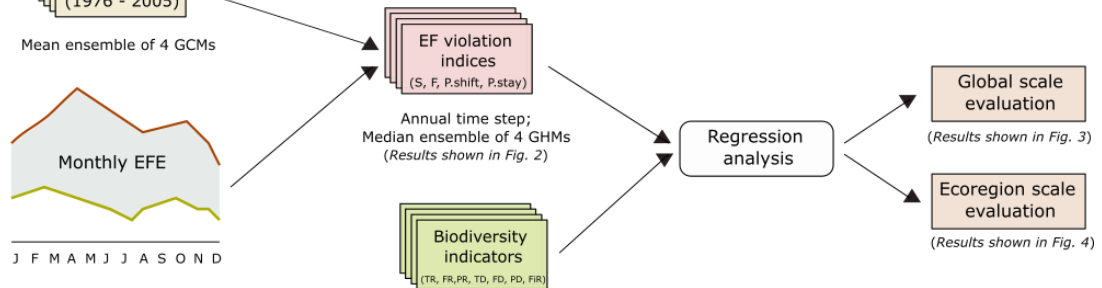 (1976 - 2005)
Mean ensemble of 4 GCMs
Monthly EFE
J F M A M J J A S O N D
EF violation
indices
(S, F, P.shift, P.stay)
Annual time step;
Median ensemble of 4 GHMs
(Results shown in Fig. 2)
Biodiversity
indicators
(TR, FR,PR, TD, FD, PD, FiR)
Regression
analysis
Global scale
evaluation
(Results shown in Fig. 3)
Ecoregion scale
evaluation
(Results shown in Fig. 4)